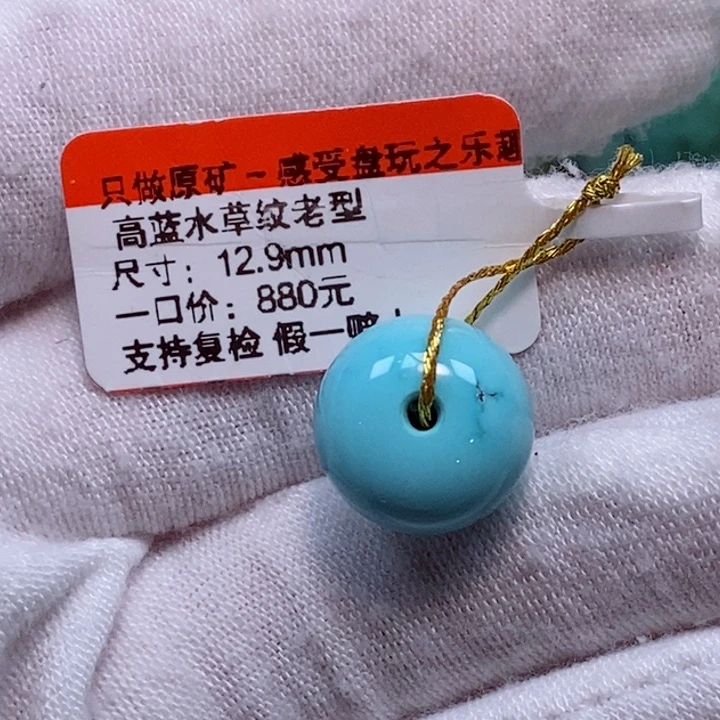 只做原矿~感受盘玩之乐趣
高蓝水草纹老型
尺寸：12.9mm
一口价：880元
支持复检 假一